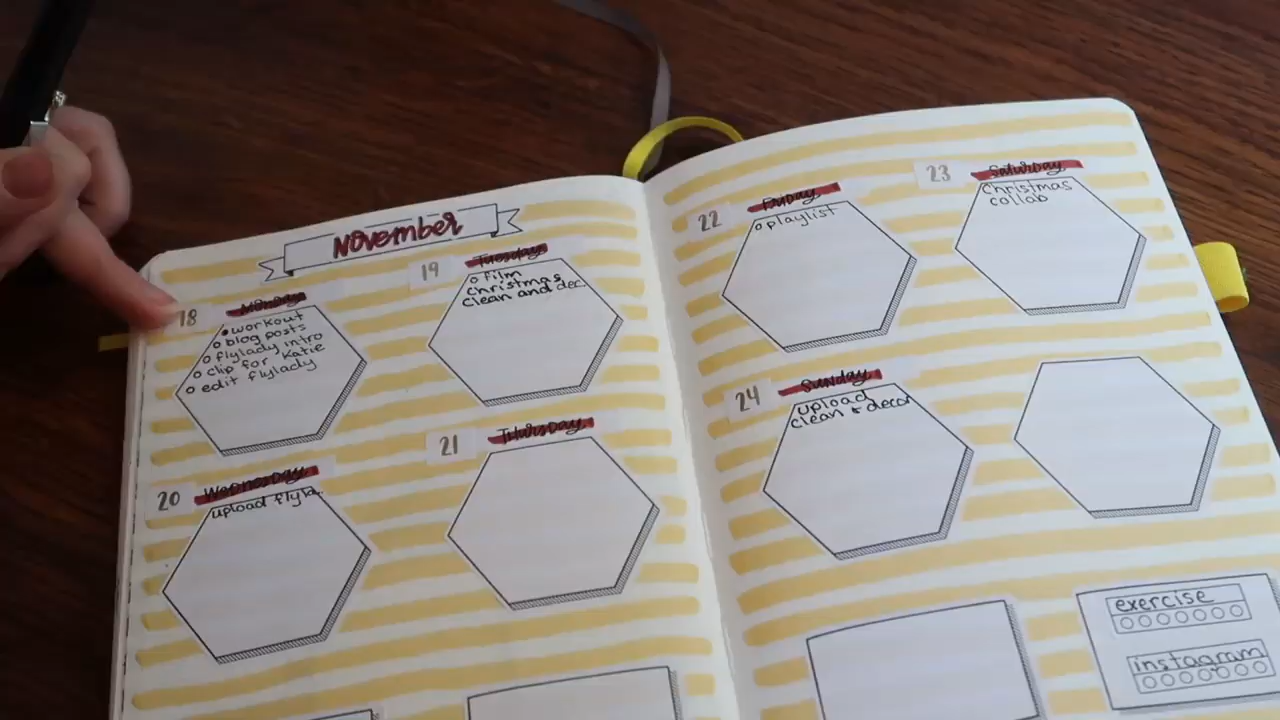 November
18 Monday
workout
o blog posts
o flylady intro
o clip for Katie
o edit flylady
19 Tuesday
o film
christmas
clean and dec.
20 Wednesday
upload flyla..
21 Thursday
22 Friday
o playlist
23 Saturday
Christmas
collab
24 Sunday
upload
clean + decor
exercise
instagram